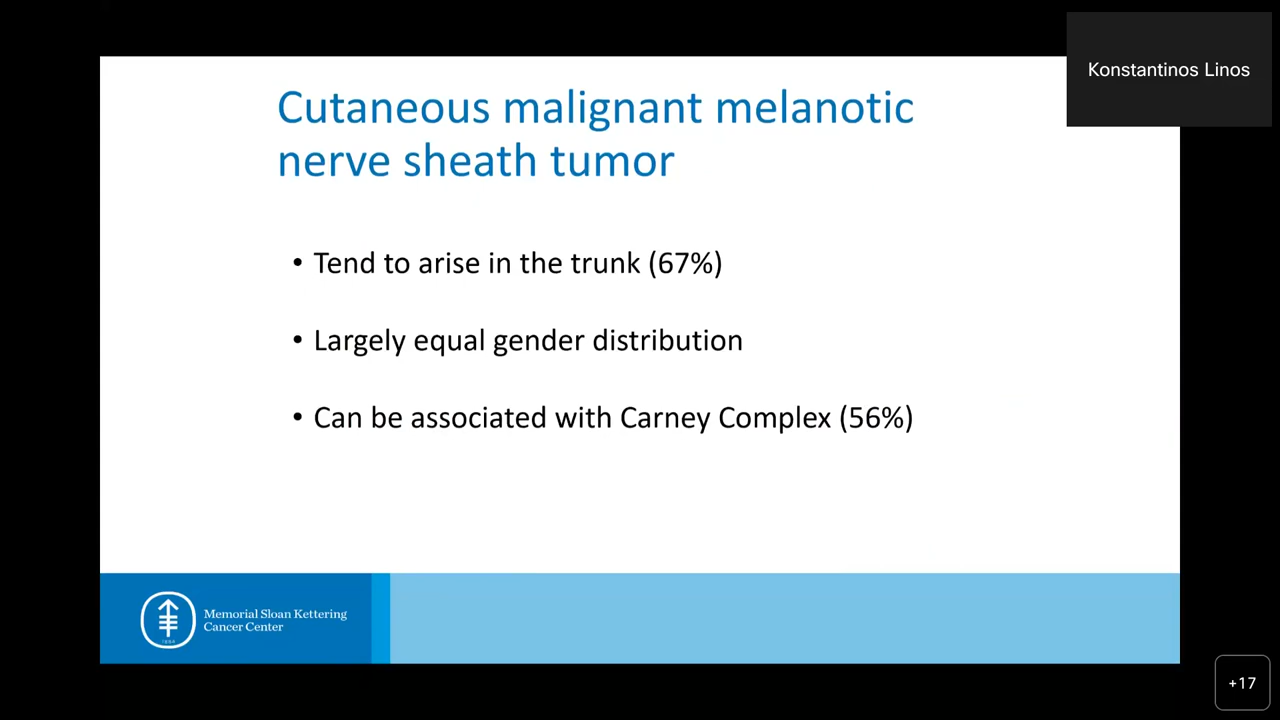 Konstantinos Linos
Cutaneous malignant melanotic
nerve sheath tumor
• Tend to arise in the trunk (67%)
• Largely equal gender distribution
• Can be associated with Carney Complex (56%)
Memorial Sloan Kettering
Cancer Center
+17